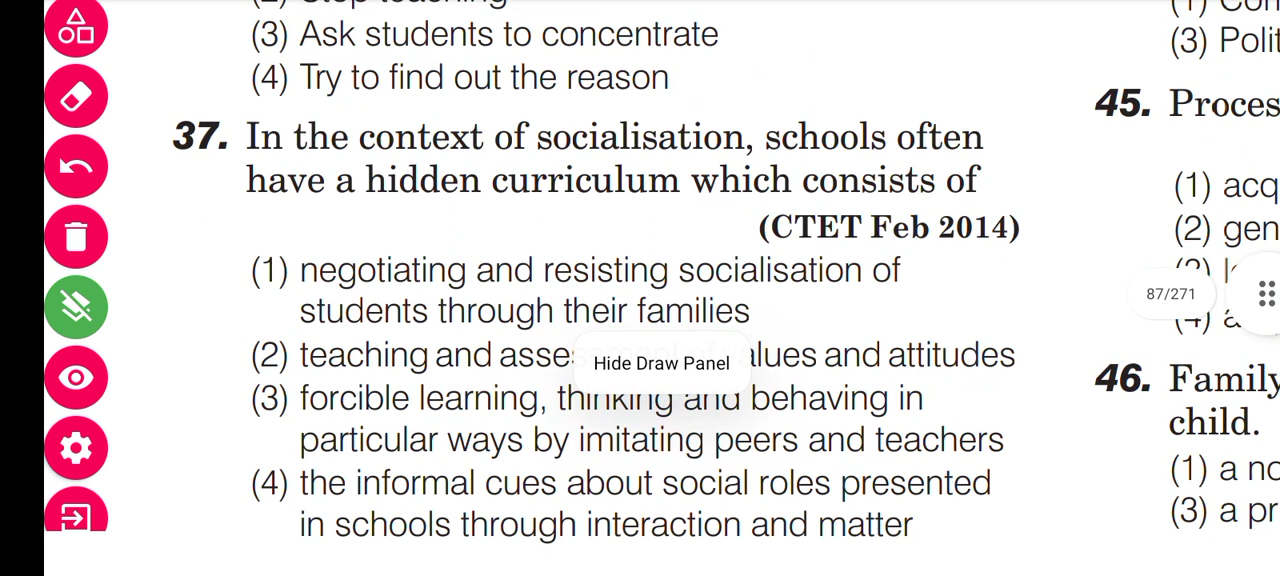 (3) Ask students to concentrate
(4) Try to find out the reason
37. In the context of socialisation, schools often
have a hidden curriculum which consists of
(CTET Feb 2014)
(1) negotiating and resisting socialisation of
students through their families
(2) teaching and values and attitudes
(3) forcible learning, thinking and behaving in
particular ways by imitating peers and teachers
(4) the informal cues about social roles presented
in schools through interaction and matter
Hide Draw Panel
(3) Polit
45. Proces
(1) acq
(2) gen
87/271
46. Family
child.
(1) a no
(3) a pr